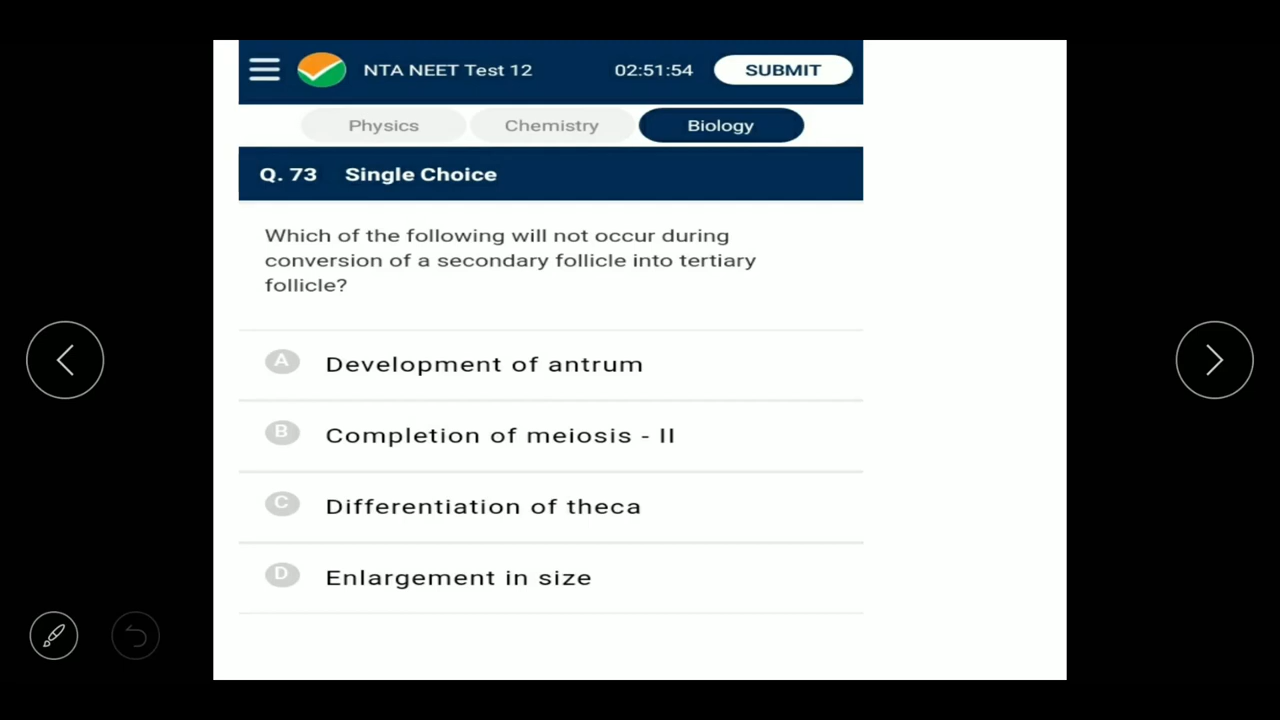 NTA NEET Test 12 02:51:54 SUBMIT
Physics Chemistry Biology
Q. 73 Single Choice
Which of the following will not occur during
conversion of a secondary follicle into tertiary
follicle?
A Development of antrum
B Completion of meiosis - II
C Differentiation of theca
D Enlargement in size